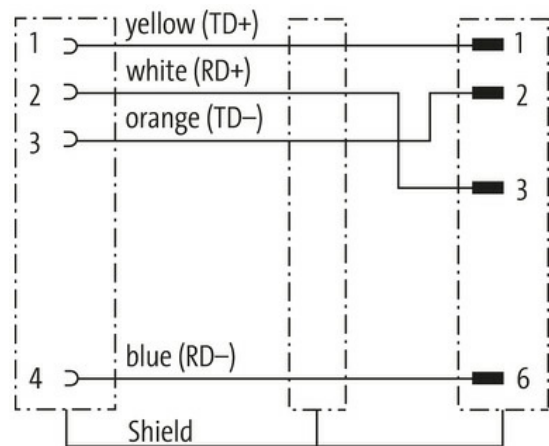 1 yellow (TD+) 1
2 white (RD+) 2
3 orange (TD–)
3
4 blue (RD–) 6
Shield